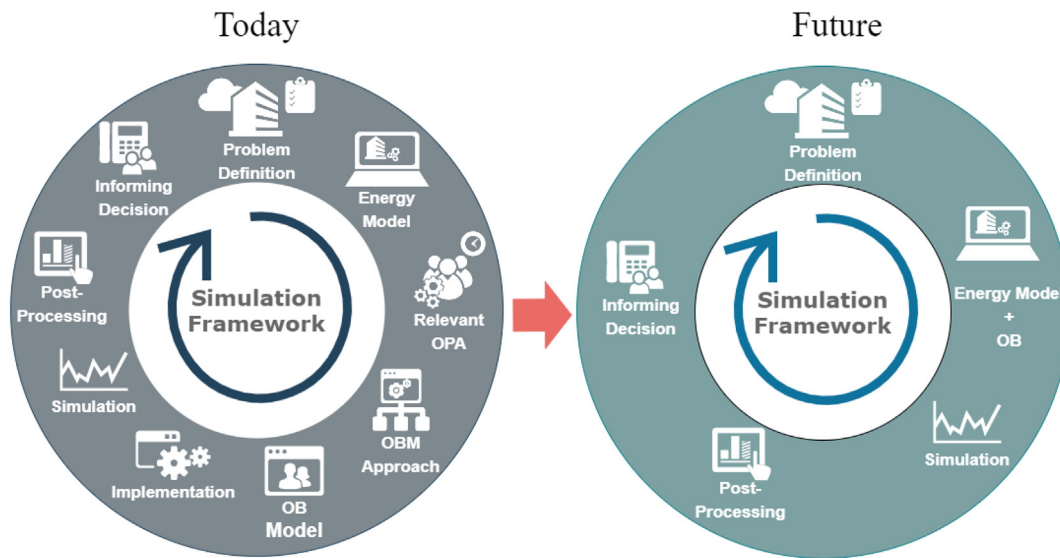 Today
Problem
Definition
Energy
Model
Relevant
OPA
OBM
Approach
OB
Model
Implementation
Simulation
Post-
Processing
Informing
Decision
Simulation
Framework
Future
Problem
Definition
Energy Mode
+
OB
Simulation
Post-
Processing
Informing
Decision
Simulation
Framework